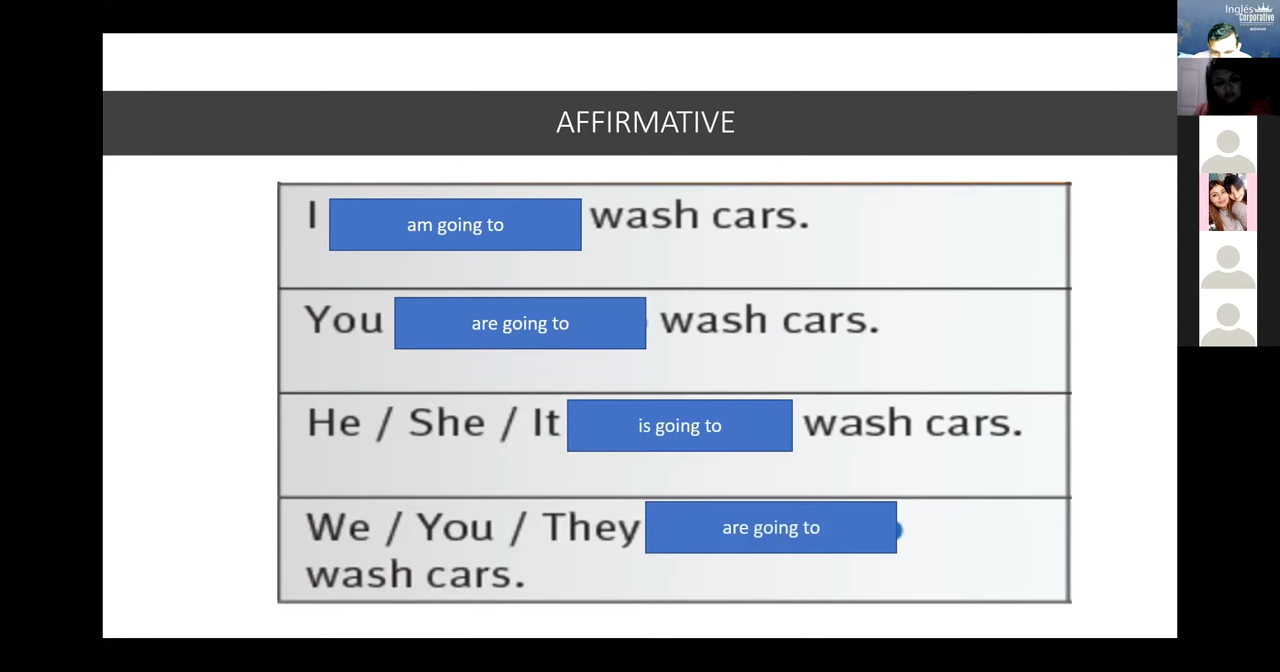 Inglés
Corporativo
AFFIRMATIVE
I am going to wash cars.
You are going to wash cars.
He / She / It is going to wash cars.
We / You / They are going to
wash cars.